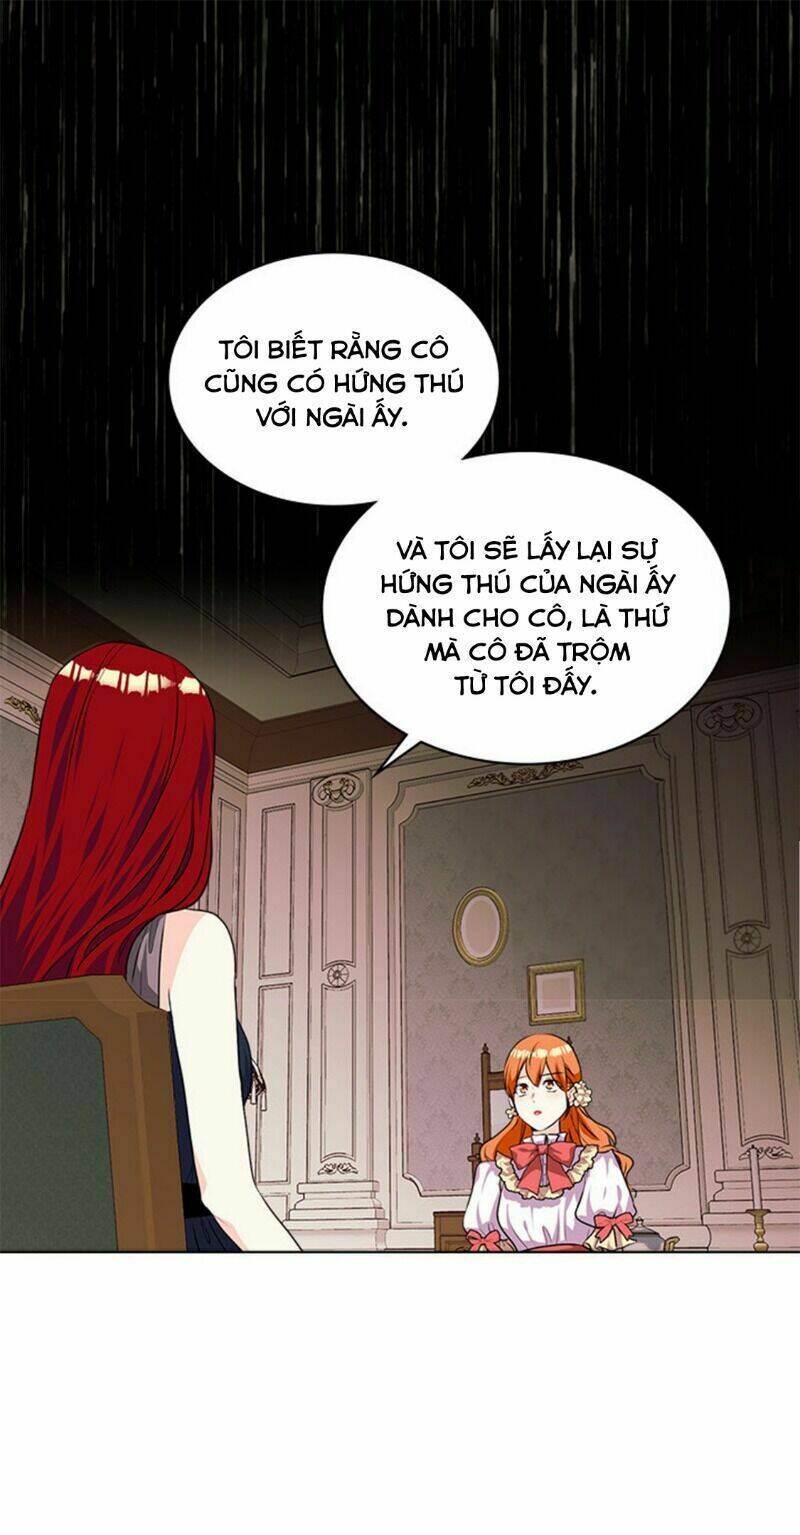 TÔI BIẾT RẰNG CÔ
CŨNG CÓ HỨNG THÚ
VỚI NGÀI ẤY.
VÀ TÔI SẼ LẤY LẠI SỰ
HỨNG THÚ CỦA NGÀI ẤY
DÀNH CHO CÔ, LÀ THỨ
MÀ CÔ ĐÃ TRỘM
TỪ TÔI ĐẤY.